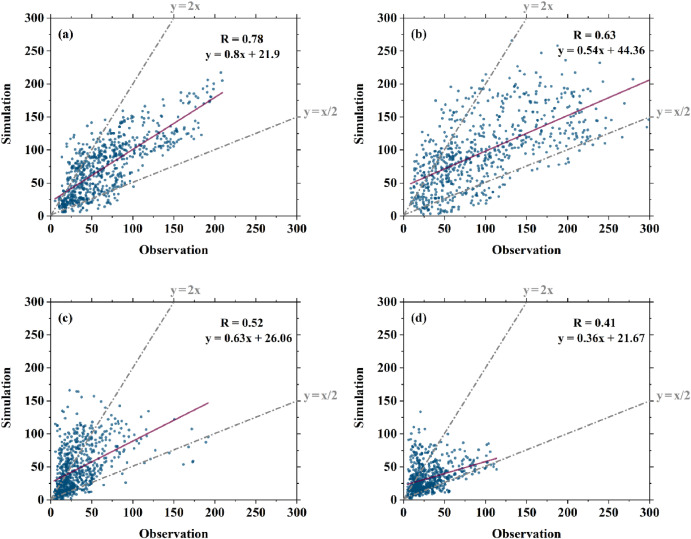 y = 2x
(a)
R = 0.78
y = 0.8x + 21.9
y = x/2
Simulation
300
250
200
150
100
50
0
0 50 100 150 200 250 300
Observation
y = 2x
(b)
R = 0.63
y = 0.54x + 44.36
y = x/2
Simulation
300
250
200
150
100
50
0
0 50 100 150 200 250 300
Observation
y = 2x
(c)
R = 0.52
y = 0.63x + 26.06
y = x/2
Simulation
300
250
200
150
100
50
0
0 50 100 150 200 250 300
Observation
y = 2x
(d)
R = 0.41
y = 0.36x + 21.67
y = x/2
Simulation
300
250
200
150
100
50
0
0 50 100 150 200 250 300
Observation